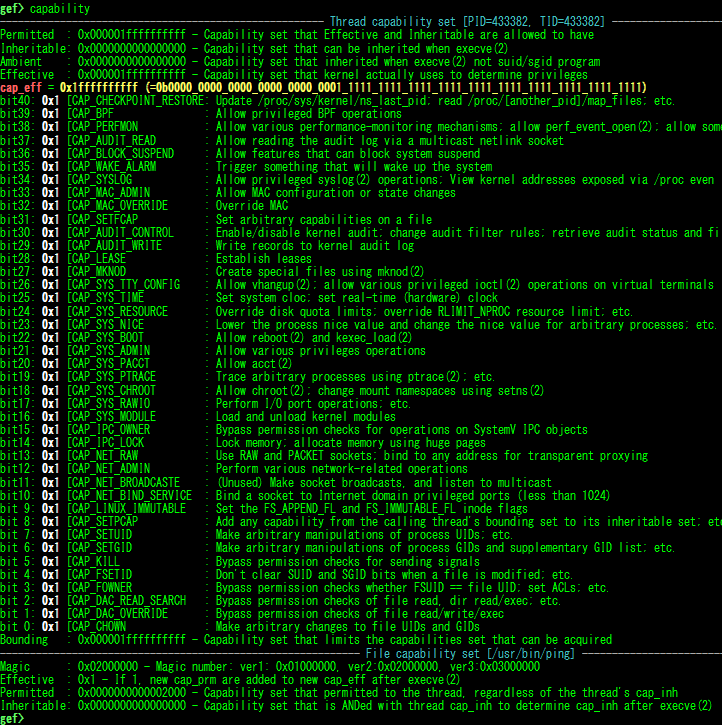 gef> capability
Thread capability set [PID=433382, TID=433382]
Permitted : 0x000001ffffffffff - Capability set that Effective and Inheritable are allowed to have
Inheritable: 0x0000000000000000 - Capability set that can be inherited when execve(2)
Ambient : 0x0000000000000000 - Capability set that inherited when execve(2) not suid/sgid program
Effective : 0x000001ffffffffff - Capability set that kernel actually uses to determine privileges
cap_eff = 0x1ffffffffff (=0b0000_0000_0000_0000_0000_0001_1111_1111_1111_1111_1111_1111_1111_1111_1111_1111)
bit40: 0x1 [CAP_CHECKPOINT_RESTORE: Update /proc/sys/kernel/ns_last_pid; read /proc/[another_pid]/map_files; etc.
bit39: 0x1 [CAP_BPF : Allow privileged BPF operations
bit38: 0x1 [CAP_PERFMON : Allow various performance-monitoring mechanisms; allow perf_event_open(2); allow som
bit37: 0x1 [CAP_AUDIT_READ : Allow reading the audit log via a multicast netlink socket
bit36: 0x1 [CAP_BLOCK_SUSPEND : Allow features that can block system suspend
bit35: 0x1 [CAP_WAKE_ALARM : Trigger something that will wake up the system
bit34: 0x1 [CAP_SYSLOG : Allow privileged syslog(2) operations; View kernel addresses exposed via /proc even
bit33: 0x1 [CAP_MAC_ADMIN : Allow MAC configuration or state changes
bit32: 0x1 [CAP_MAC_OVERRIDE : Override MAC
bit31: 0x1 [CAP_SETFCAP : Set arbitrary capabilities on a file
bit30: 0x1 [CAP_AUDIT_CONTROL : Enable/disable kernel audit; change audit filter rules; retrieve audit status and fi
bit29: 0x1 [CAP_AUDIT_WRITE : Write records to kernel audit log
bit28: 0x1 [CAP_LEASE : Establish leases
bit27: 0x1 [CAP_MKNOD : Create special files using mknod(2)
bit26: 0x1 [CAP_SYS_TTY_CONFIG : Allow vhangup(2); allow various privileged ioctl(2) operations on virtual terminals
bit25: 0x1 [CAP_SYS_TIME : Set system cloc; set real-time (hardware) clock
bit24: 0x1 [CAP_SYS_RESOURCE : Override disk quota limits; override RLIMIT_NPROC resource limit; etc.
bit23: 0x1 [CAP_SYS_NICE : Lower the process nice value and change the nice value for arbitrary processes; etc.
bit22: 0x1 [CAP_SYS_BOOT : Allow reboot(2) and kexec_load(2)
bit21: 0x1 [CAP_SYS_ADMIN : Allow various privileges operations
bit20: 0x1 [CAP_SYS_PACCT : Allow acct(2)
bit19: 0x1 [CAP_SYS_PTRACE : Trace arbitrary processes using ptrace(2); etc.
bit18: 0x1 [CAP_SYS_CHROOT : Allow chroot(2); change mount namespaces using setns(2)
bit17: 0x1 [CAP_SYS_RAWIO : Perform I/O port operations; etc.
bit16: 0x1 [CAP_SYS_MODULE : Load and unload kernel modules
bit15: 0x1 [CAP_IPC_OWNER : Bypass permission checks for operations on SystemV IPC objects
bit14: 0x1 [CAP_IPC_LOCK : Lock memory; allocate memory using huge pages
bit13: 0x1 [CAP_NET_RAW : Use RAW and PACKET sockets; bind to any address for transparent proxying
bit12: 0x1 [CAP_NET_ADMIN : Perform various network-related operations
bit11: 0x1 [CAP_NET_BROADCASTE : (Unused) Make socket broadcasts, and listen to multicast
bit10: 0x1 [CAP_NET_BIND_SERVICE : Bind a socket to Internet domain privileged ports (less than 1024)
bit 9: 0x1 [CAP_LINUX_IMMUTABLE : Set the FS_APPEND_FL and FS_IMMUTABLE_FL inode flags
bit 8: 0x1 [CAP_SETPCAP : Add any capability from the calling thread's bounding set to its inheritable set; etc
bit 7: 0x1 [CAP_SETUID : Make arbitrary manipulations of process UIDs; etc.
bit 6: 0x1 [CAP_SETGID : Make arbitrary manipulations of process GIDs and supplementary GID list; etc.
bit 5: 0x1 [CAP_KILL : Bypass permission checks for sending signals
bit 4: 0x1 [CAP_FSETID : Don't clear SUID and SGID bits when a file is modified; etc.
bit 3: 0x1 [CAP_FOWNER : Bypass permission checks whether FSUID == file UID; set ACLs; etc.
bit 2: 0x1 [CAP_DAC_READ_SEARCH : Bypass permission checks of file read, dir read/exec; etc.
bit 1: 0x1 [CAP_DAC_OVERRIDE : Bypass permission checks of file read/write/exec
bit 0: 0x1 [CAP_CHOWN : Make arbitrary changes to file UIDs and GIDs
Bounding : 0x000001ffffffffff - Capability set that limits the capabilities set that can be acquired
File capability set [/usr/bin/ping]
Magic : 0x02000000 - Magic number: ver1: 0x01000000, ver2:0x02000000, ver3:0x03000000
Effective : 0x1 - If 1, new cap_prm are added to new cap_eff after execve(2)
Permitted : 0x0000000000002000 - Capability set that permitted to the thread, regardless of the thread's cap_inh
Inheritable: 0x0000000000000000 - Capability set that is ANDed with thread cap_inh to determine cap_inh after execve(2)
gef>